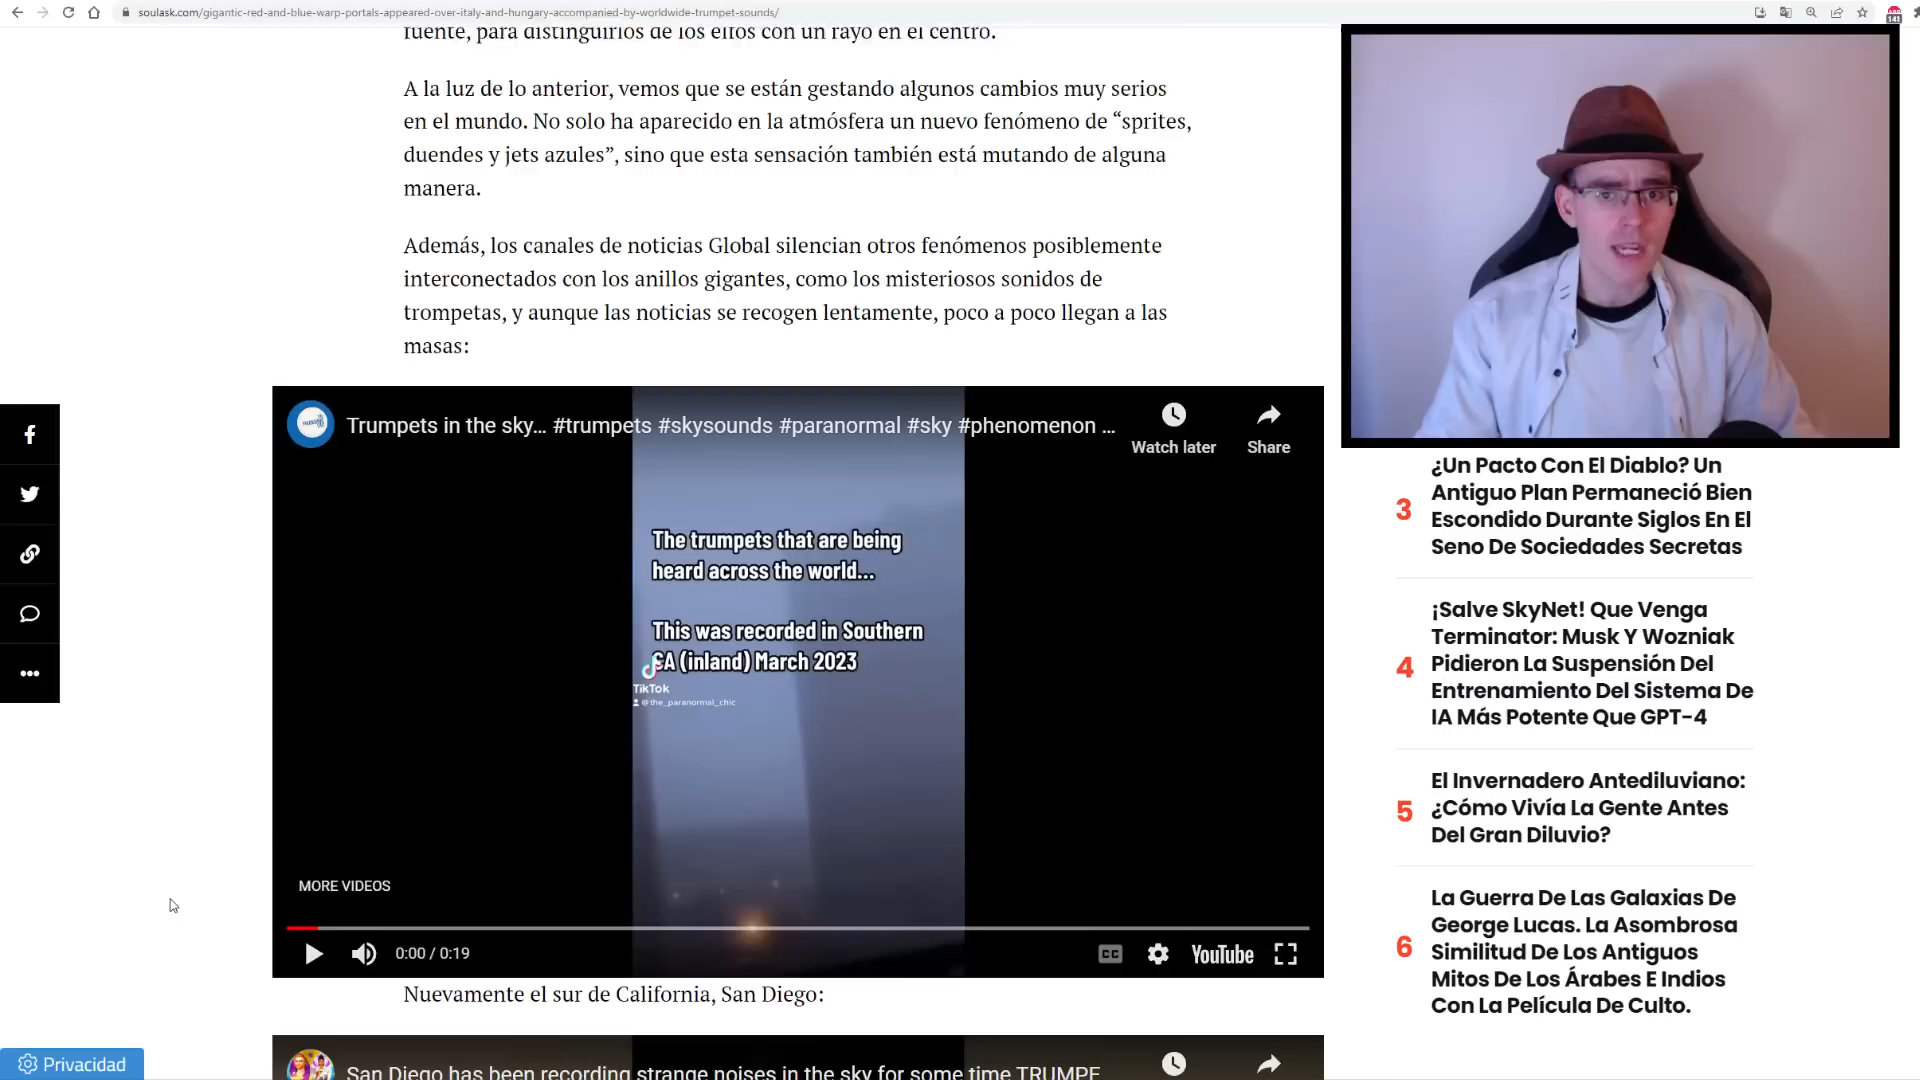 soulask.com/gigantic-red-and-blue-warp-portals-appeared-over-italy-and-hungary-accompanied-by-worldwide-trumpet-sounds/
141
fuente, para distinguirlos de los elfos con un rayo en el centro.
A la luz de lo anterior, vemos que se están gestando algunos cambios muy serios
en el mundo. No solo ha aparecido en la atmósfera un nuevo fenómeno de “sprites,
duendes y jets azules”, sino que esta sensación también está mutando de alguna
manera.
Además, los canales de noticias Global silencian otros fenómenos posiblemente
interconectados con los anillos gigantes, como los misteriosos sonidos de
trompetas, y aunque las noticias se recogen lentamente, poco a poco llegan a las
masas:
Trumpets in the sky... #trumpets #skysounds #paranormal #sky #phenomenon ...
Watch later
Share
The trumpets that are being
heard across the world...
This was recorded in Southern
CA (inland) March 2023
TikTok
@the_paranormal_chic
MORE VIDEOS
0:00 / 0:19
CC
YouTube
Nuevamente el sur de California, San Diego:
San Diego has been recording strange noises in the sky for some time TRUMPE
Privacidad
3
¿Un Pacto Con El Diablo? Un
Antiguo Plan Permaneció Bien
Escondido Durante Siglos En El
Seno De Sociedades Secretas
4
¡Salve SkyNet! Que Venga
Terminator: Musk Y Wozniak
Pidieron La Suspensión Del
Entrenamiento Del Sistema De
IA Más Potente Que GPT-4
5
El Invernadero Antediluviano:
¿Cómo Vivía La Gente Antes
Del Gran Diluvio?
6
La Guerra De Las Galaxias De
George Lucas. La Asombrosa
Similitud De Los Antiguos
Mitos De Los Árabes E Indios
Con La Película De Culto.